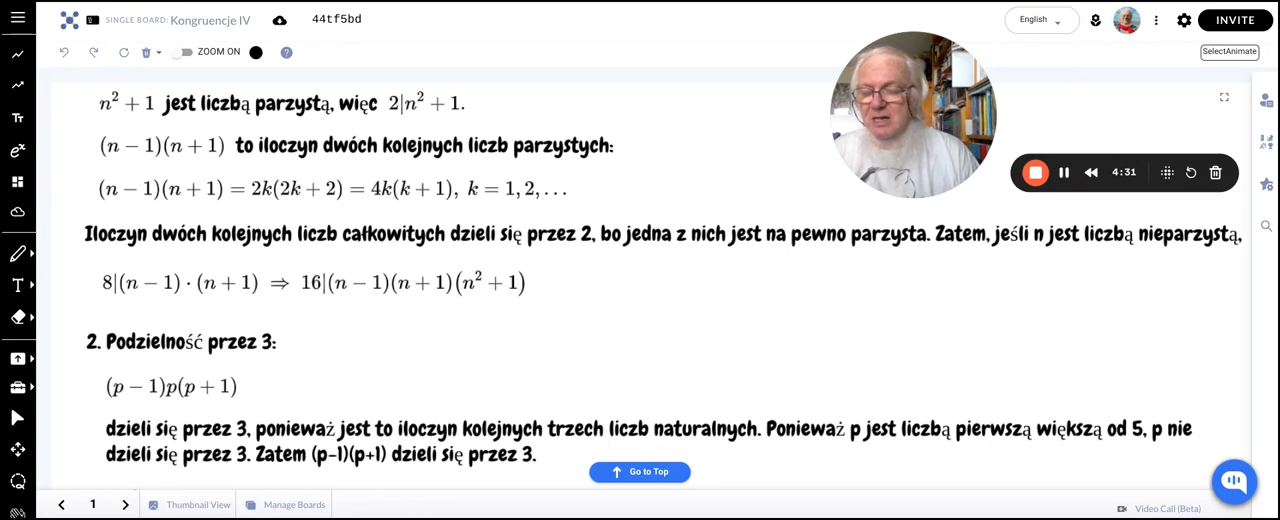 SINGLE BOARD: Kongruencje IV
44tf5bd
English
INVITE
ZOOM ON
SelectAnimate
n² + 1 jest liczbą parzystą, więc 2|n² + 1.
(n − 1)(n + 1) to iloczyn dwóch kolejnych liczb parzystych:
(n − 1)(n + 1) = 2k(2k + 2) = 4k(k + 1), k = 1, 2, …
4:31
Iloczyn dwóch kolejnych liczb całkowitych dzieli się przez 2, bo jedna z nich jest na pewno parzysta. Zatem, jeśli n jest liczbą nieparzystą,
8|(n − 1) · (n + 1) ⇒ 16|(n − 1)(n + 1)(n² + 1)
2. Podzielność przez 3:
(p − 1)p(p + 1)
dzieli się przez 3, ponieważ jest to iloczyn kolejnych trzech liczb naturalnych. Ponieważ p jest liczbą pierwszą większą od 5, p nie
dzieli się przez 3. Zatem (p-1)(p+1) dzieli się przez 3.
Go to Top
1
Thumbnail View
Manage Boards
Video Call (Beta)